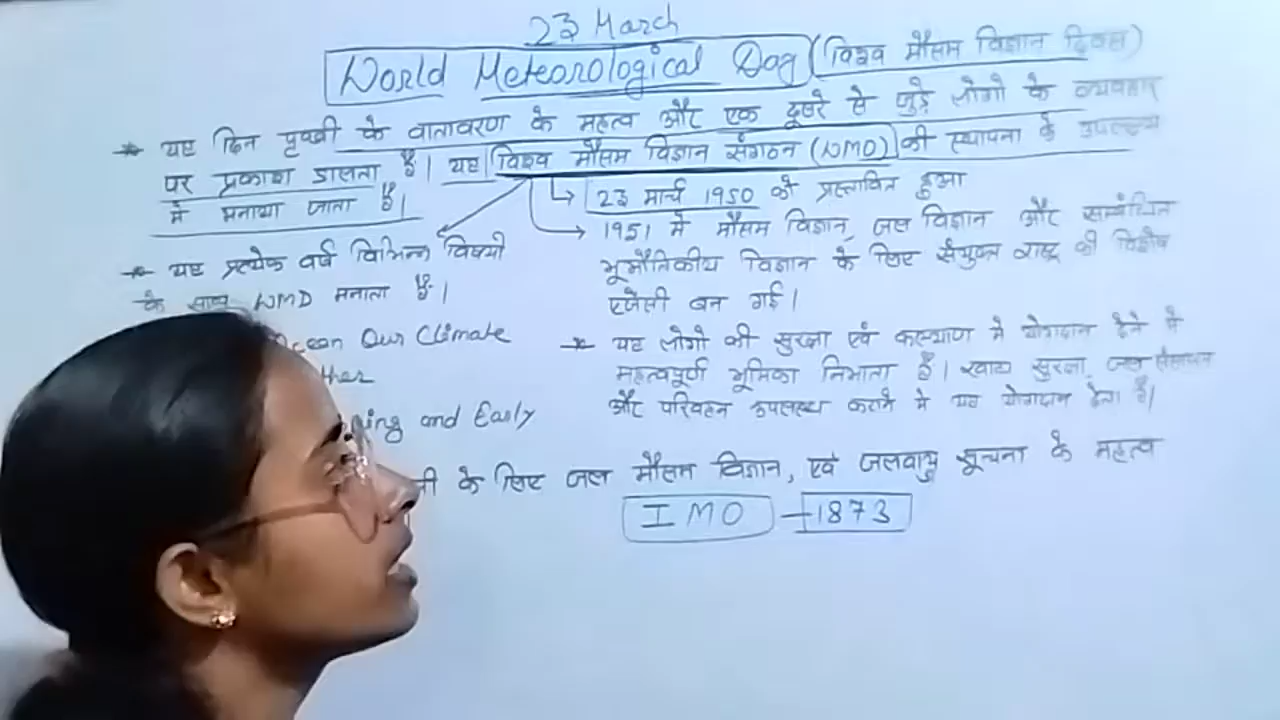 23 March
World Meteorological Day (विश्व मौसम विज्ञान दिवस)
* यह दिन पृथ्वी के वातावरण के महत्व और एक दूसरे से जुड़े लोगो के व्यवहार
पर प्रकाश डालता है। यह विश्व मौसम विज्ञान संगठन (WMO) की स्थापना के उपलक्ष्य
मे मनाया जाता है।
→ 23 मार्च 1950 को प्रस्तावित हुआ
→ 1951 मे मौसम विज्ञान, जल विज्ञान और सम्बंधित
भूभौतिकीय विज्ञान के लिए संयुक्त राष्ट्र की विशेष
एजेंसी बन गई।
* यह प्रत्येक वर्ष विभिन्न विषयो
के साथ WMD मनाता है।
Ocean Our Climate
ther
ning and Early
* यह लोगो की सुरक्षा एवं कल्याण मे योगदान देने मे
महत्वपूर्ण भूमिका निभाता है। खाद्य सुरक्षा, जल संसाधन
और परिवहन उपलब्ध कराने मे यह योगदान देता है।
के लिए जल मौसम विज्ञान, एवं जलवायु सूचना के महत्व
IMO - 1873